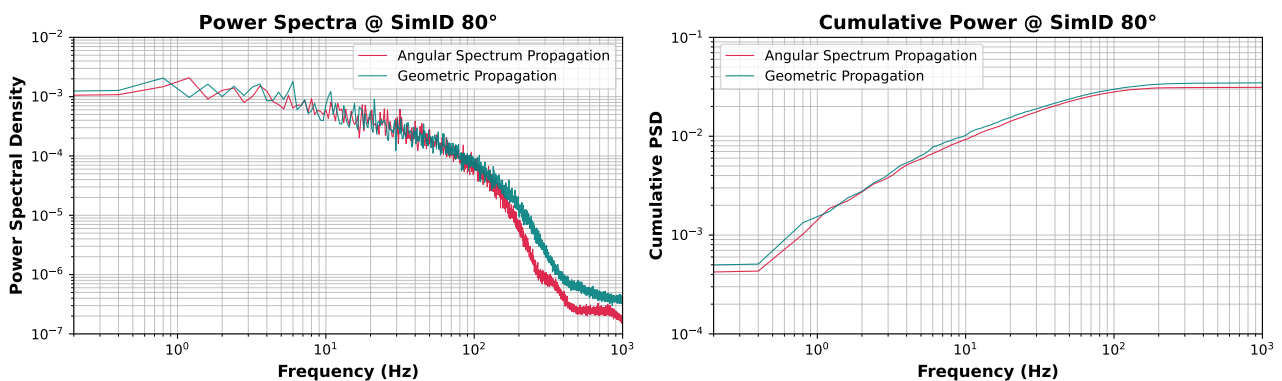 Power Spectra @ SimID 80°
Power Spectral Density
10⁻²
10⁻³
10⁻⁴
10⁻⁵
10⁻⁶
10⁻⁷
Angular Spectrum Propagation
Geometric Propagation
10⁰
10¹
10²
10³
Frequency (Hz)
Cumulative Power @ SimID 80°
Cumulative PSD
10⁻¹
10⁻²
10⁻³
10⁻⁴
Angular Spectrum Propagation
Geometric Propagation
10⁰
10¹
10²
10³
Frequency (Hz)